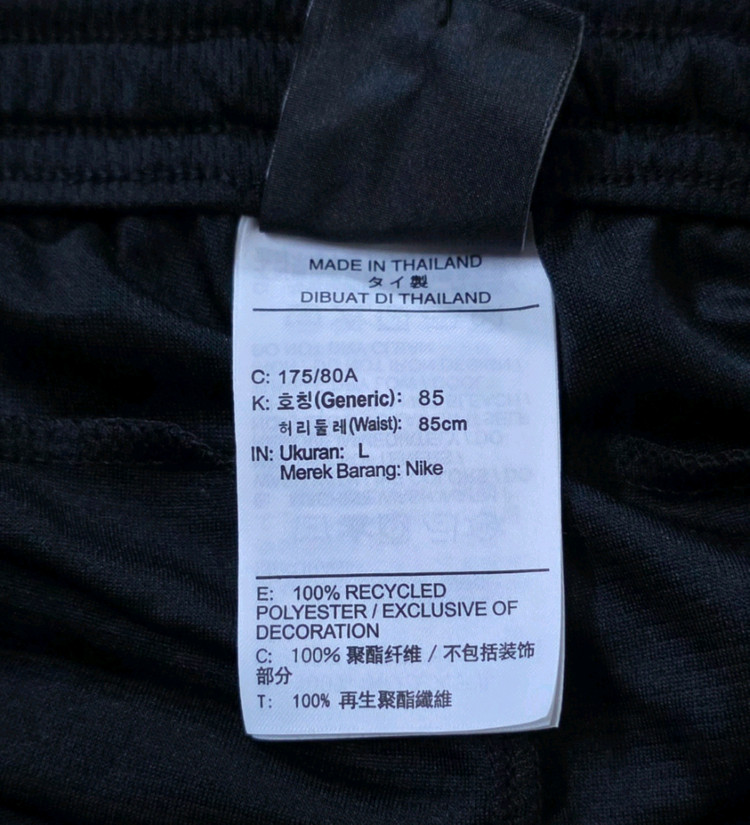 MADE IN THAILAND
タイ製
DIBUAT DI THAILAND
C: 175/80A
K: 호칭(Generic): 85
허리둘레(Waist): 85cm
IN: Ukuran: L
Merek Barang: Nike
E: 100% RECYCLED
POLYESTER / EXCLUSIVE OF
DECORATION
C: 100% 聚酯纤维 / 不包括装饰
部分
T: 100% 再生聚酯纖維